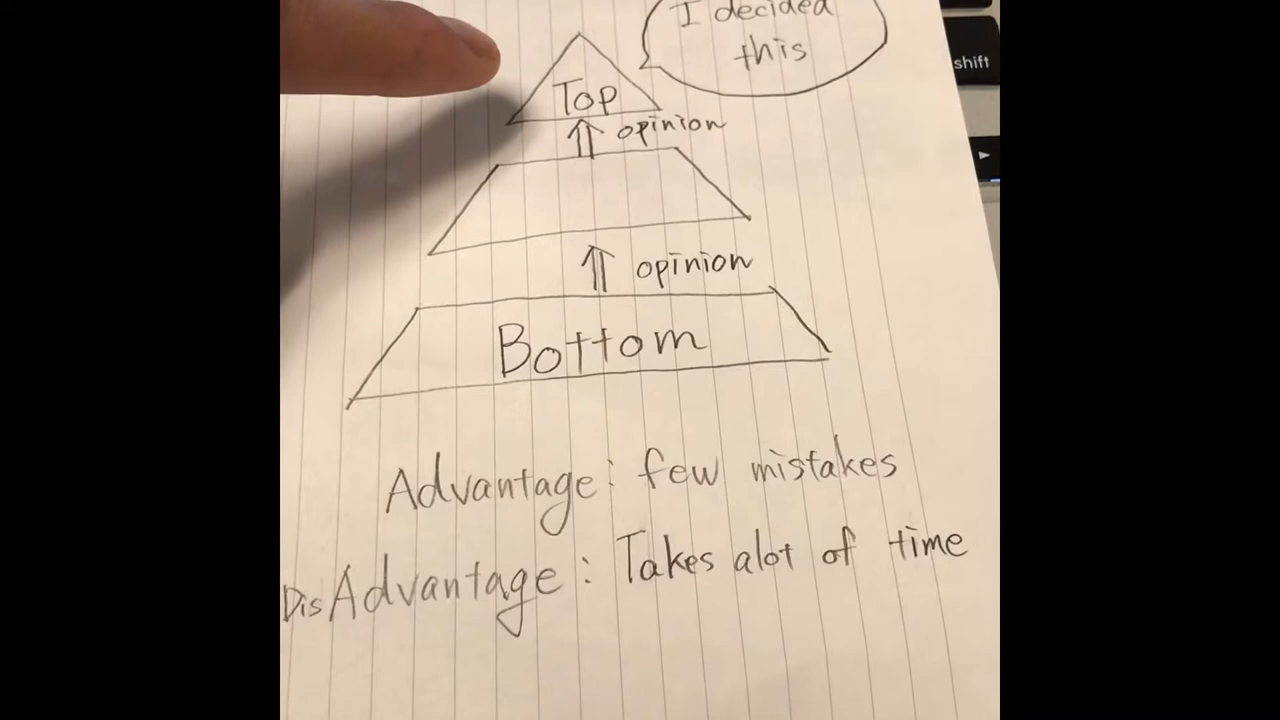 I decided
this
Top
opinion
opinion
Bottom
Advantage: few mistakes
DisAdvantage: Takes alot of time
shift